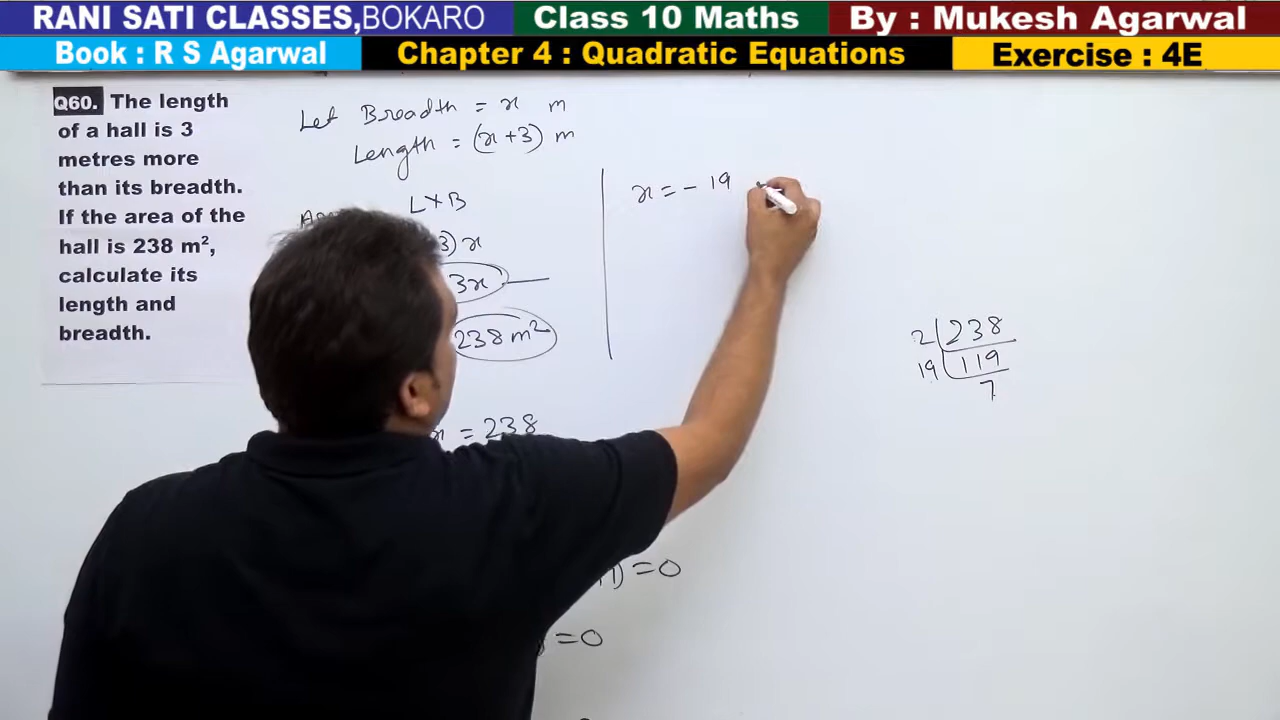 RANI SATI CLASSES,BOKARO
Class 10 Maths
By : Mukesh Agarwal
Book : R S Agarwal
Chapter 4 : Quadratic Equations
Exercise : 4E
Q60. The length
of a hall is 3
metres more
than its breadth.
If the area of the
hall is 238 m²,
calculate its
length and
breadth.
Let Breadth = x m
Length = (x+3) m
L×B
3) x
3x
238 m²
x = 238
) = 0
= 0
x = - 19
2 238
19 119
7